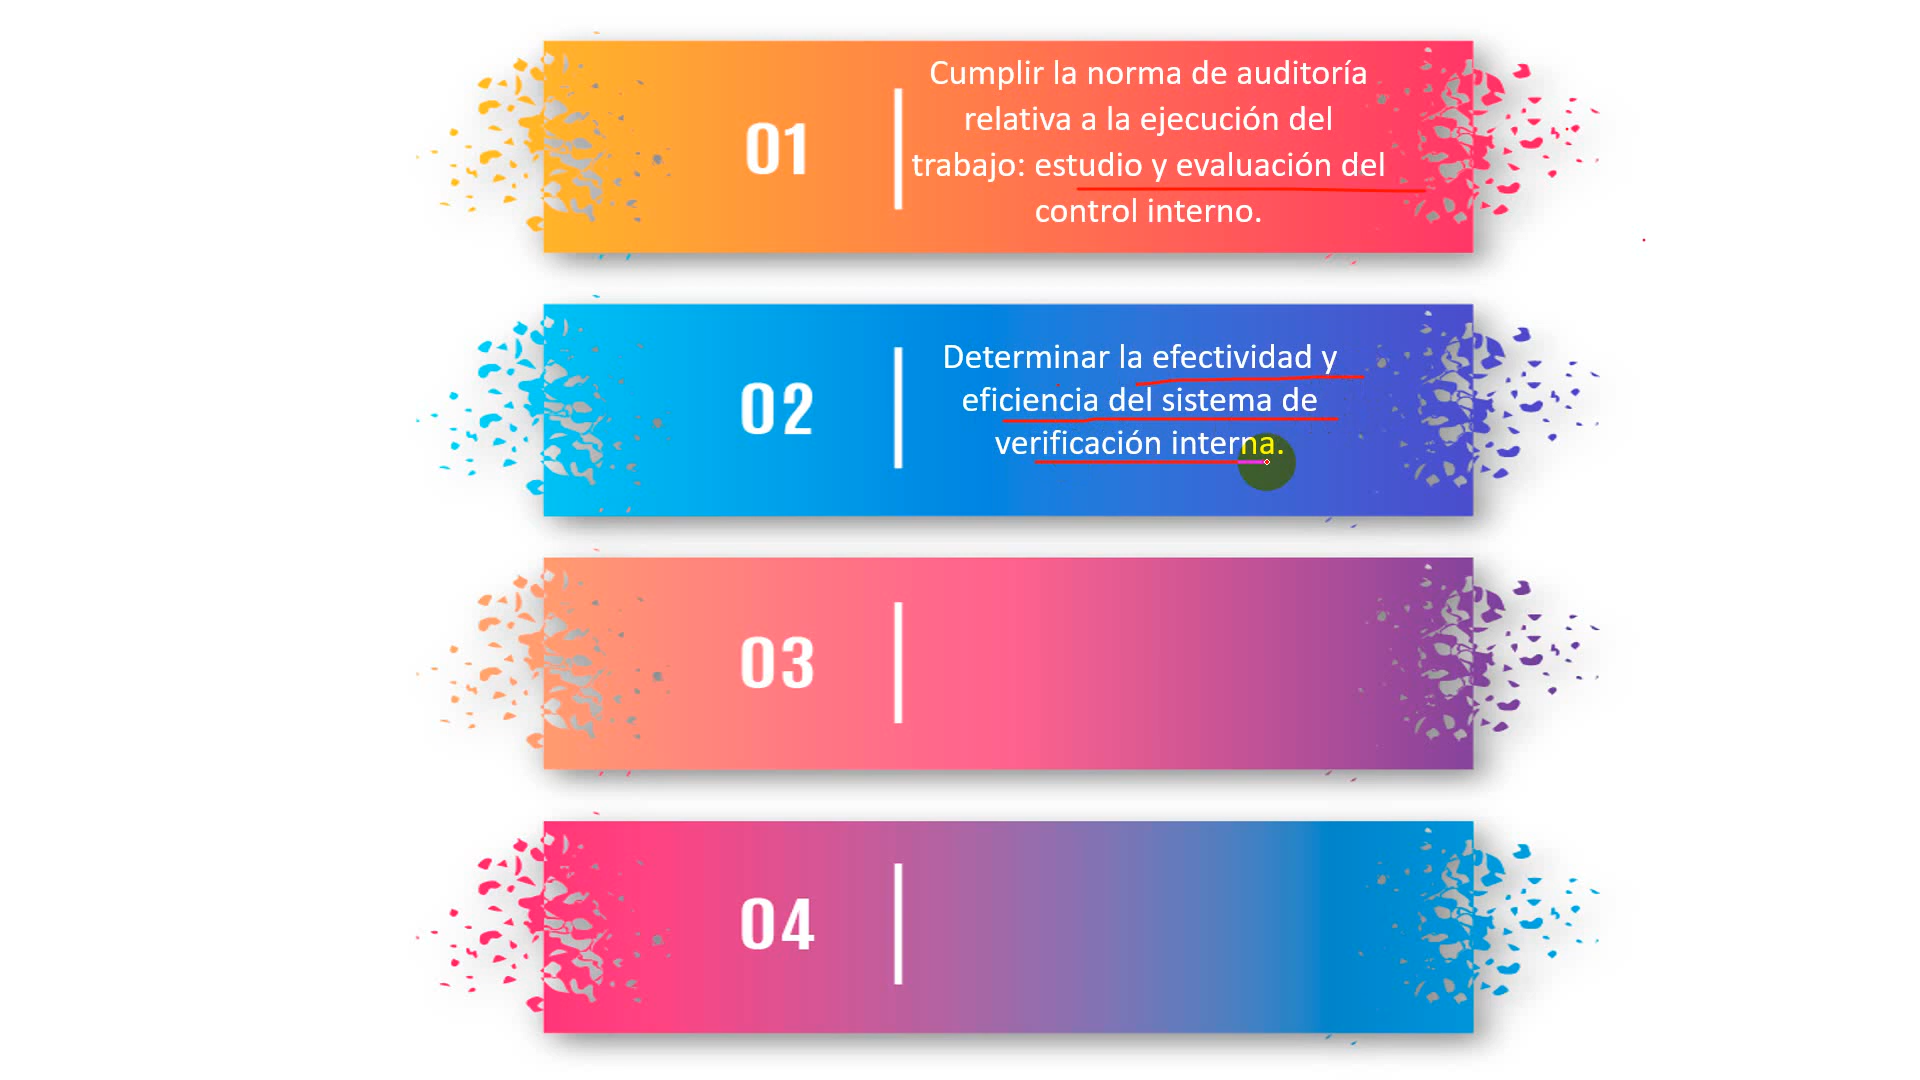 01
Cumplir la norma de auditoría
relativa a la ejecución del
trabajo: estudio y evaluación del
control interno.
02
Determinar la efectividad y
eficiencia del sistema de
verificación interna.
03
04